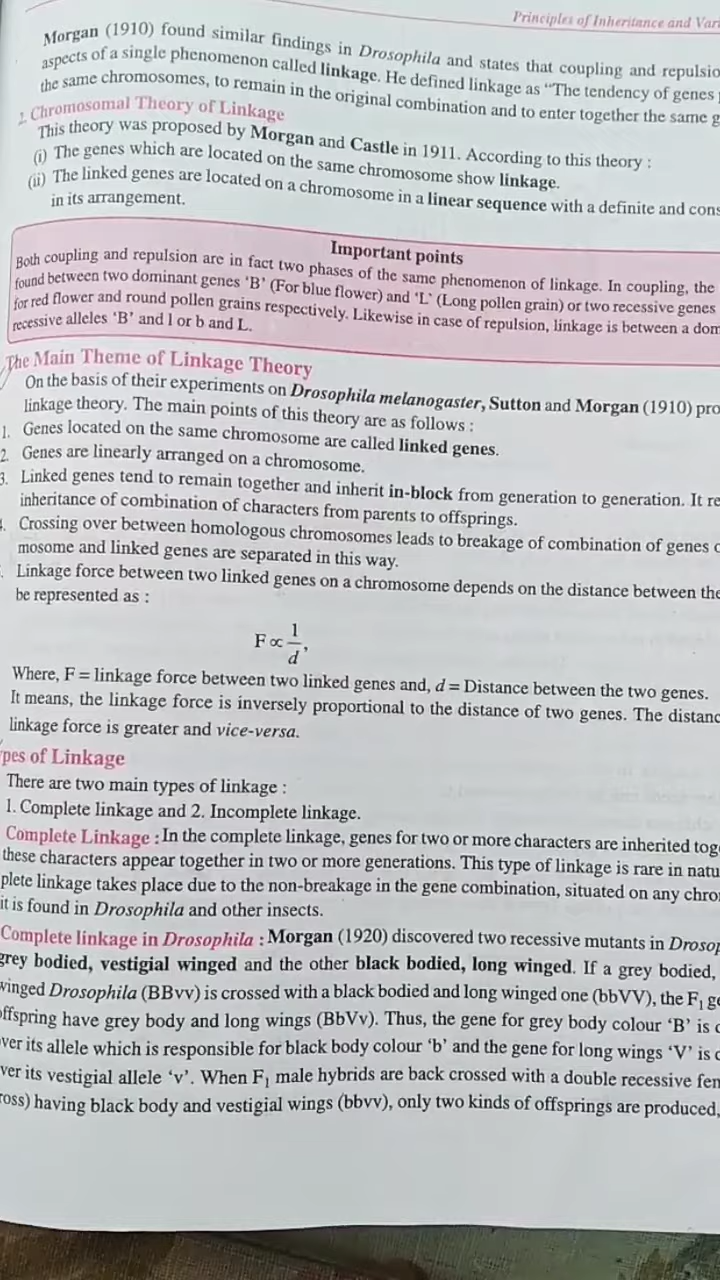 Principles of Inheritance and Vari
Morgan (1910) found similar findings in Drosophila and states that coupling and repulsio
aspects of a single phenomenon called linkage. He defined linkage as “The tendency of genes
the same chromosomes, to remain in the original combination and to enter together the same g
2. Chromosomal Theory of Linkage
This theory was proposed by Morgan and Castle in 1911. According to this theory :
(i) The genes which are located on the same chromosome show linkage.
(ii) The linked genes are located on a chromosome in a linear sequence with a definite and cons
in its arrangement.
Important points
Both coupling and repulsion are in fact two phases of the same phenomenon of linkage. In coupling, the
found between two dominant genes ‘B’ (For blue flower) and ‘L’ (Long pollen grain) or two recessive genes
for red flower and round pollen grains respectively. Likewise in case of repulsion, linkage is between a dom
recessive alleles ‘B’ and l or b and L.
The Main Theme of Linkage Theory
On the basis of their experiments on Drosophila melanogaster, Sutton and Morgan (1910) pro
linkage theory. The main points of this theory are as follows :
1. Genes located on the same chromosome are called linked genes.
2. Genes are linearly arranged on a chromosome.
3. Linked genes tend to remain together and inherit in-block from generation to generation. It re
inheritance of combination of characters from parents to offsprings.
4. Crossing over between homologous chromosomes leads to breakage of combination of genes
mosome and linked genes are separated in this way.
Linkage force between two linked genes on a chromosome depends on the distance between the
be represented as :
F ∝ 1/d,
Where, F = linkage force between two linked genes and, d = Distance between the two genes.
It means, the linkage force is inversely proportional to the distance of two genes. The distanc
linkage force is greater and vice-versa.
pes of Linkage
There are two main types of linkage :
1. Complete linkage and 2. Incomplete linkage.
Complete Linkage : In the complete linkage, genes for two or more characters are inherited tog
these characters appear together in two or more generations. This type of linkage is rare in natu
plete linkage takes place due to the non-breakage in the gene combination, situated on any chro
it is found in Drosophila and other insects.
Complete linkage in Drosophila : Morgan (1920) discovered two recessive mutants in Drosop
grey bodied, vestigial winged and the other black bodied, long winged. If a grey bodied,
winged Drosophila (BBvv) is crossed with a black bodied and long winged one (bbVV), the F₁ ge
offspring have grey body and long wings (BbVv). Thus, the gene for grey body colour ‘B’ is
ver its allele which is responsible for black body colour ‘b’ and the gene for long wings ‘V’ is
ver its vestigial allele ‘v’. When F₁ male hybrids are back crossed with a double recessive fem
ross) having black body and vestigial wings (bbvv), only two kinds of offsprings are produced,